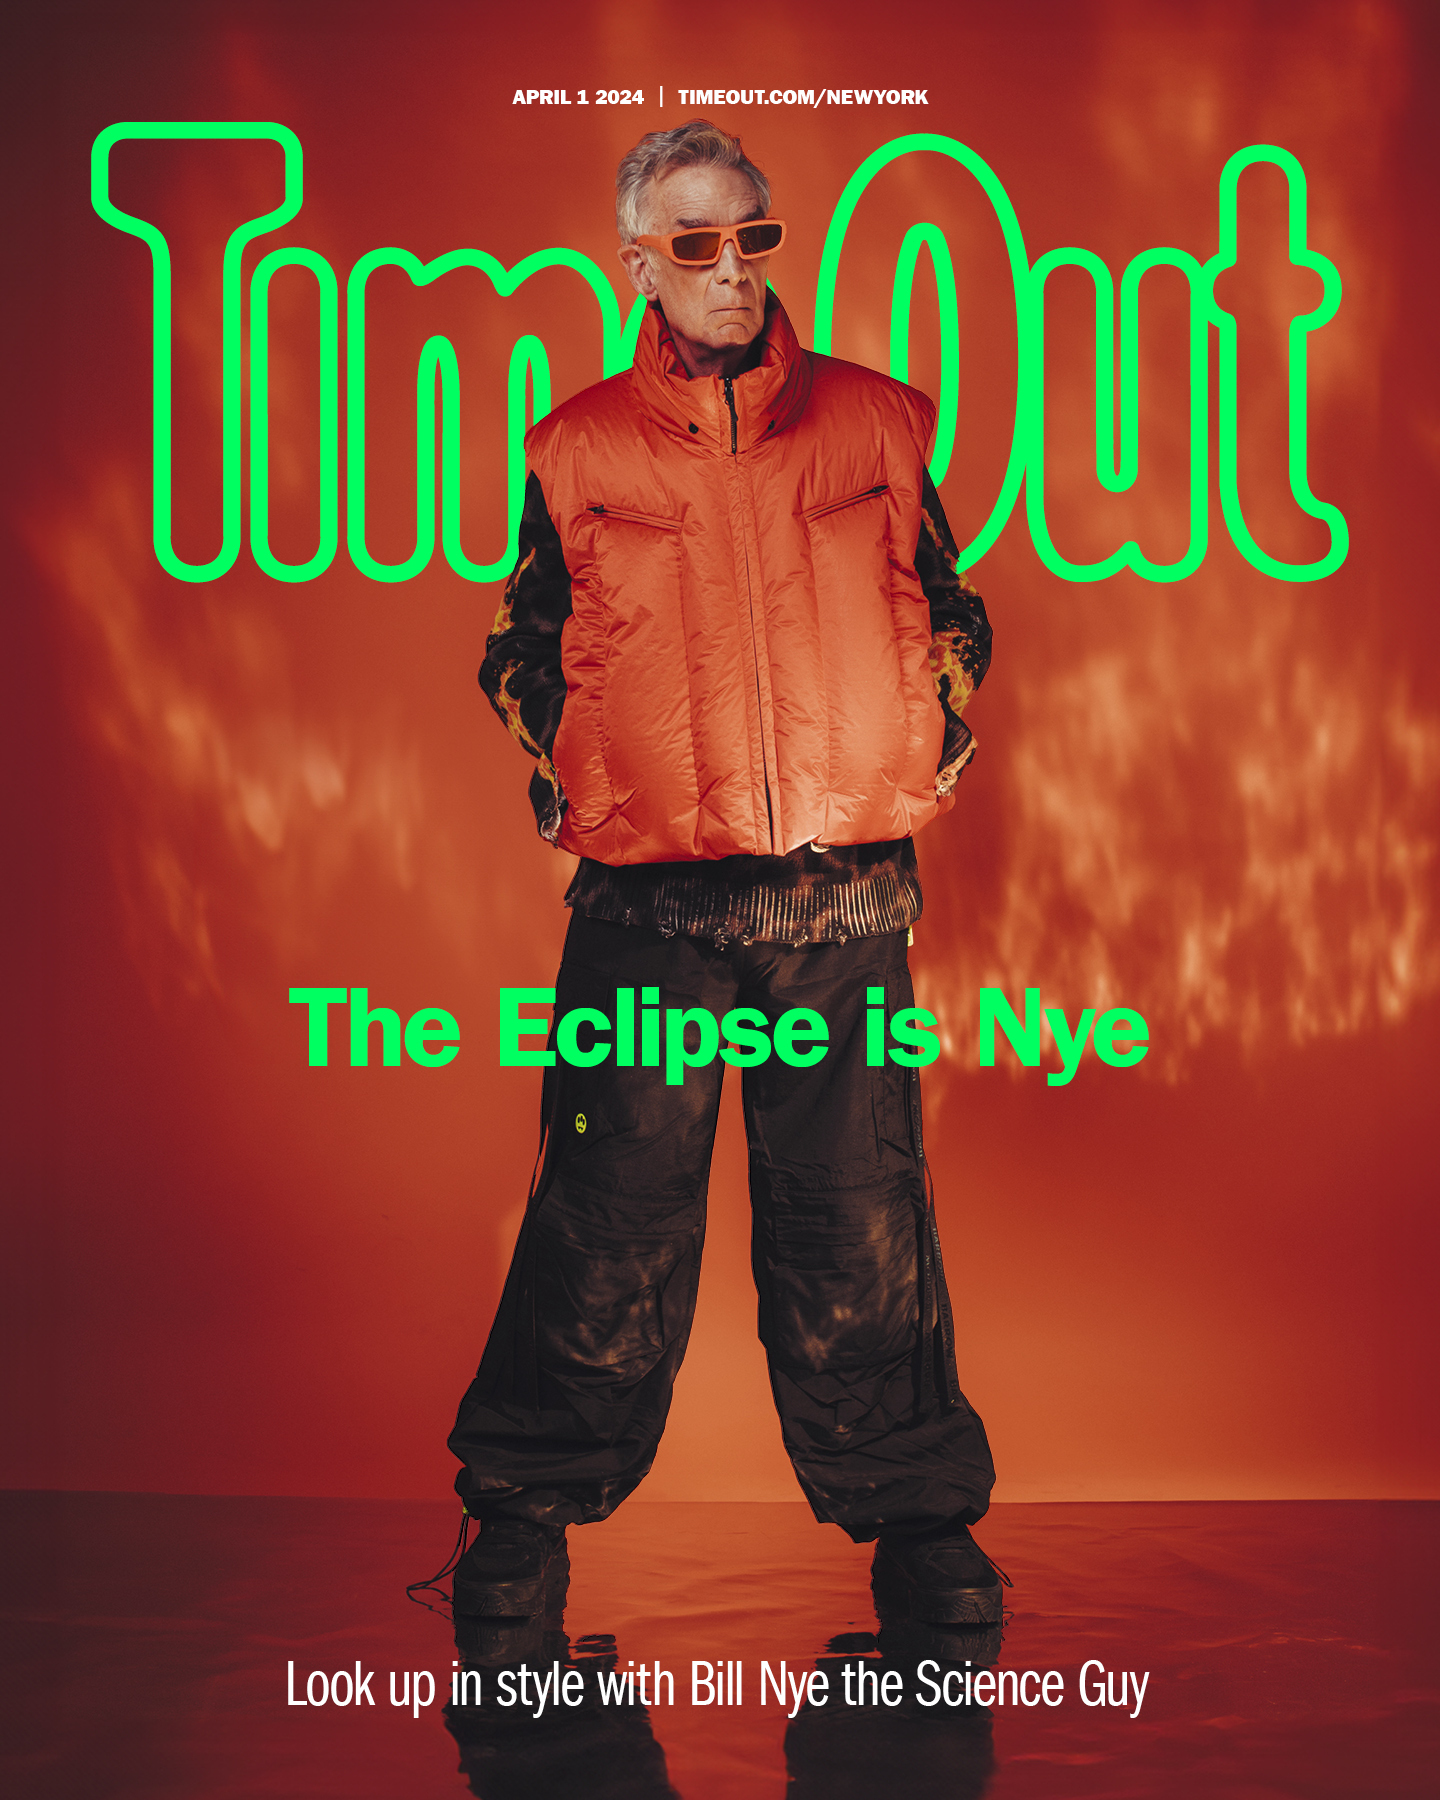 APRIL 1 2024 | TIMEOUT.COM/NEWYORK
Time Out
The Eclipse is Nye
Look up in style with Bill Nye the Science Guy